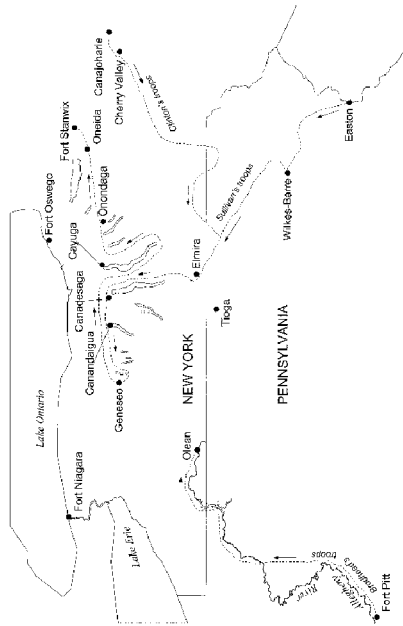 Lake Ontario
Fort Oswego
Fort Stanwix
Oneida
Canajoharie
Cherry Valley
Clinton's troops
Onondaga
Cayuga
Canadesaga
Canandaigua
Geneseo
Fort Niagara
Lake Erie
Elmira
Sullivan's troops
NEW YORK
Olean
Tioga
PENNSYLVANIA
Wilkes-Barre
Easton
Brodhead's
troops
Allegheny
River
Fort Pitt